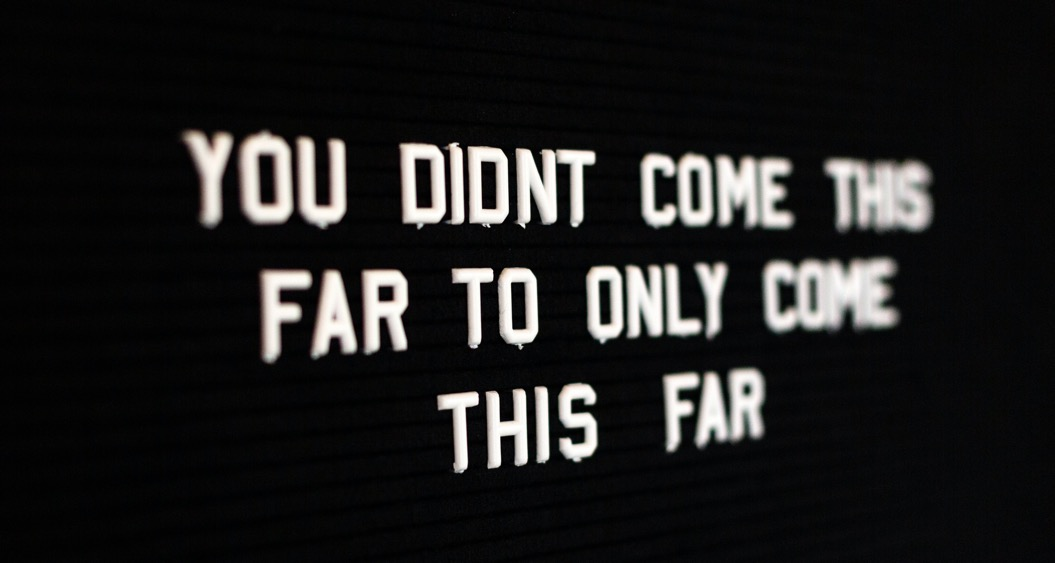 YOU DIDNT COME THIS
FAR TO ONLY COME
THIS FAR